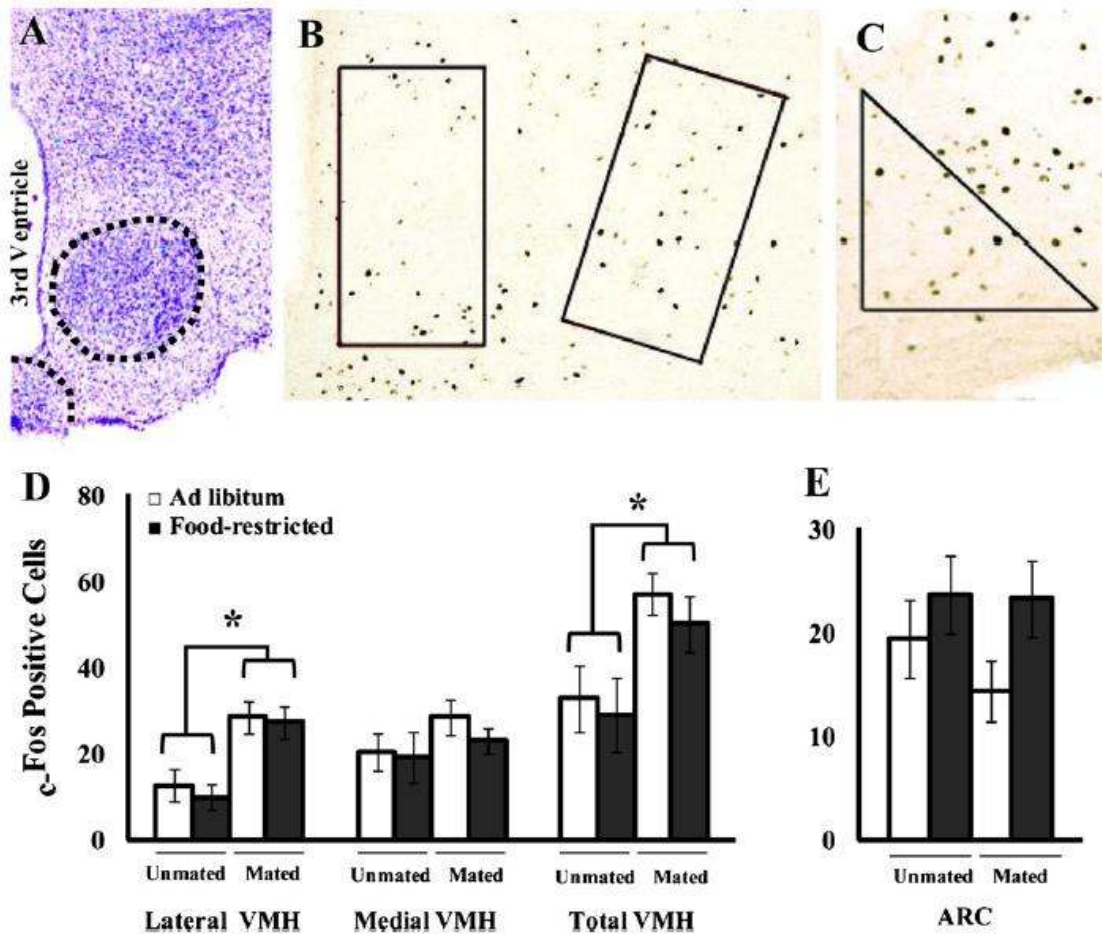 A
B
C
3rd Ventricle
D
E
80
60
40
20
0
c-Fos Positive Cells
Ad libitum
Food-restricted
*
*
Unmated Mated
Unmated Mated
Unmated Mated
Lateral VMH
Medial VMH
Total VMH
30
20
10
0
Unmated Mated
ARC